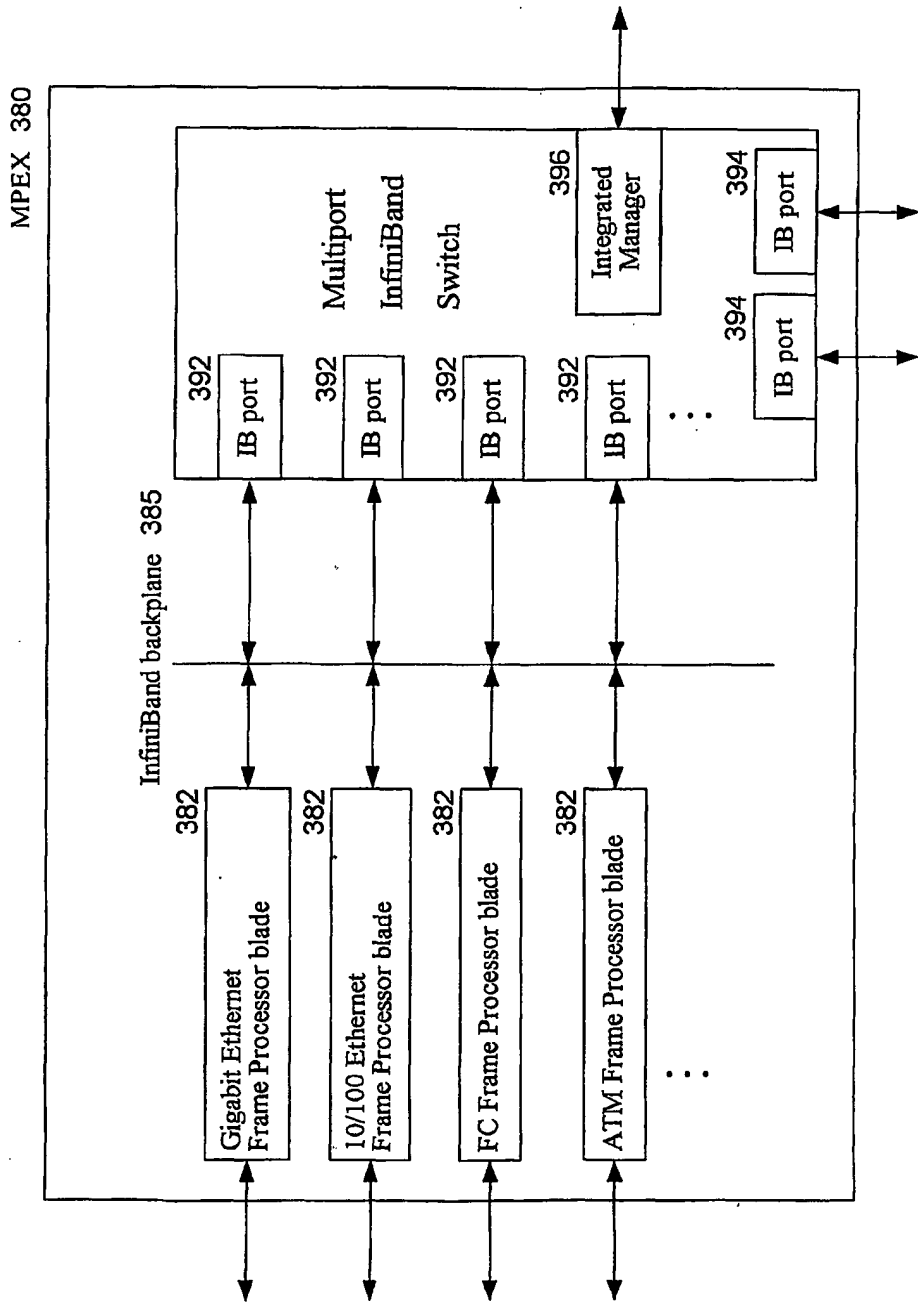 MPEX 380
InfiniBand backplane 385
382
Gigabit Ethernet
Frame Processor blade
382
10/100 Ethernet
Frame Processor blade
382
FC Frame Processor blade
382
ATM Frame Processor blade
...
392
IB port
392
IB port
392
IB port
392
IB port
...
Multiport
InfiniBand
Switch
396
Integrated
Manager
394
IB port
394
IB port